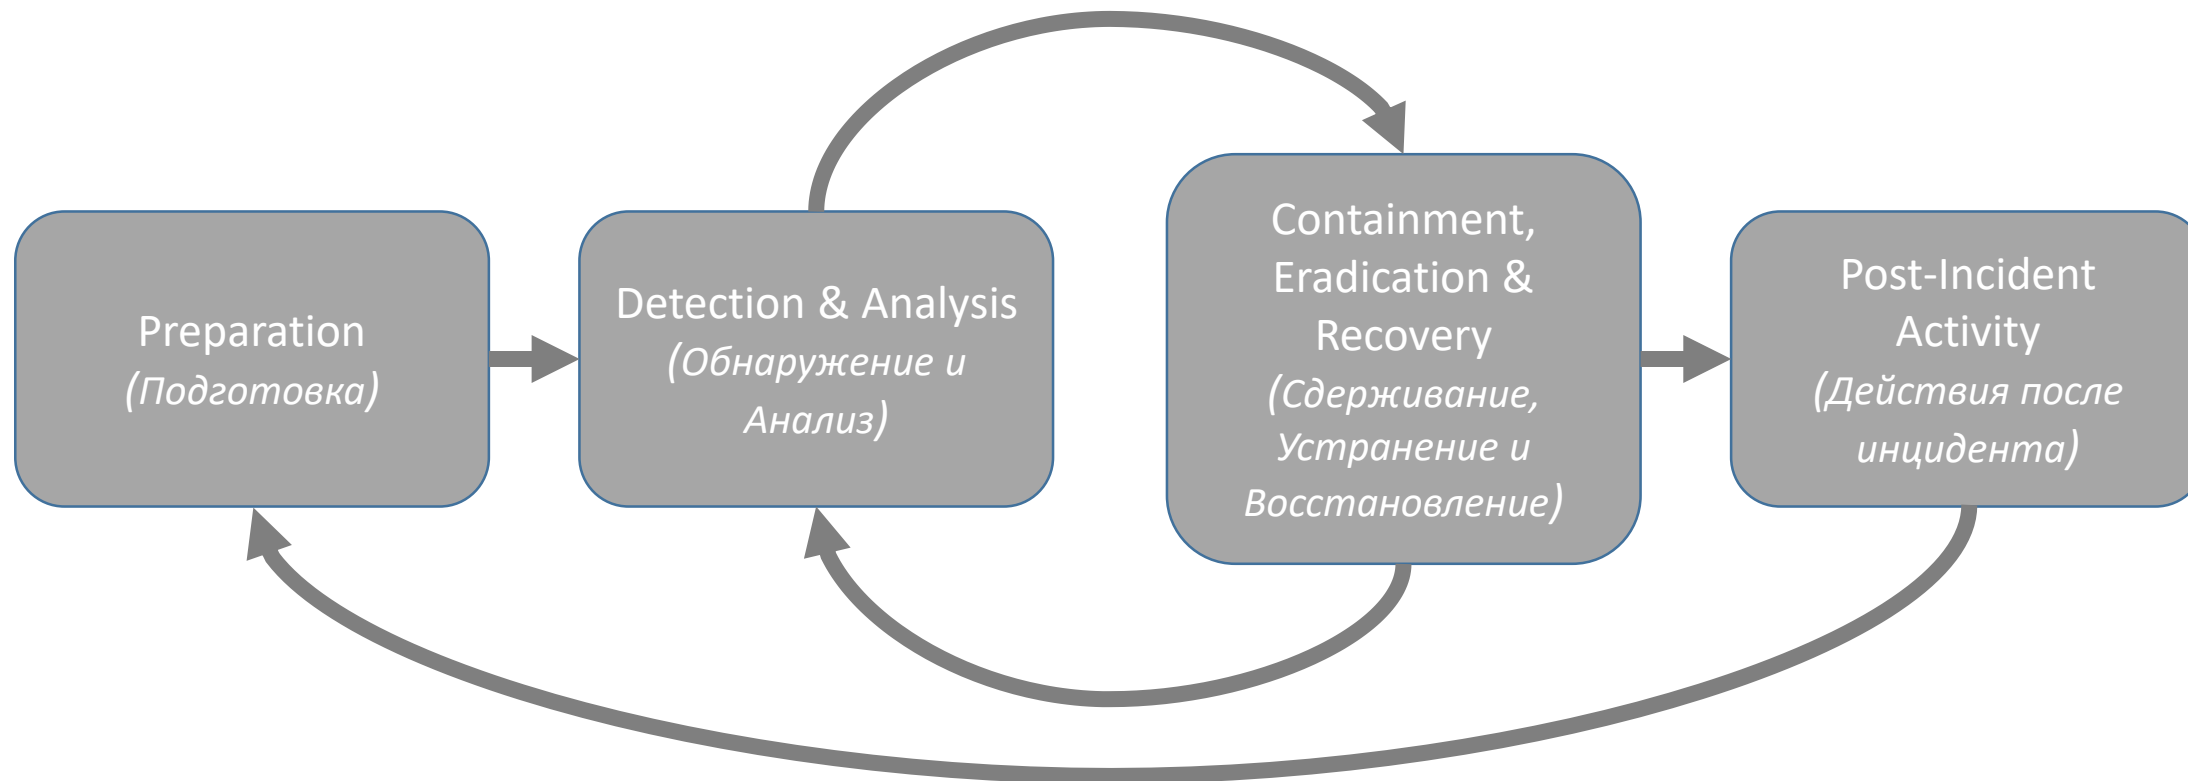 Preparation
(Подготовка)
Detection & Analysis
(Обнаружение и
Анализ)
Containment,
Eradication &
Recovery
(Сдерживание,
Устранение и
Восстановление)
Post-Incident
Activity
(Действия после
инцидента)